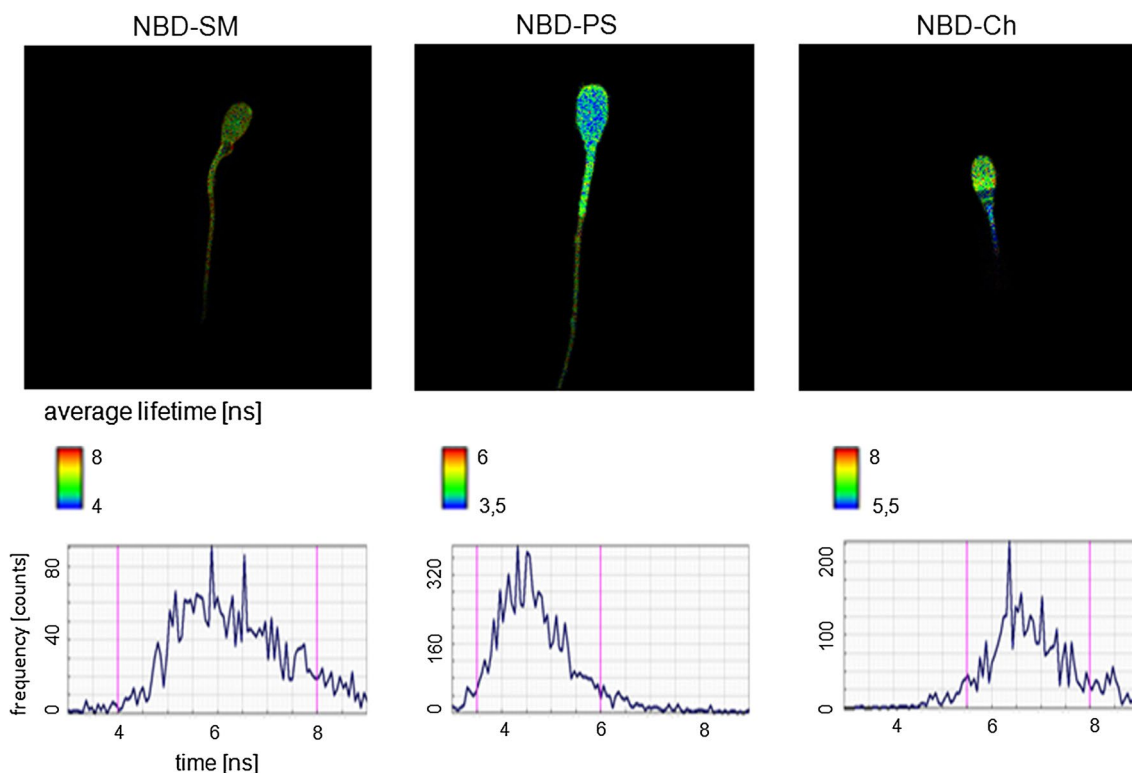 NBD-SM NBD-PS NBD-Ch
average lifetime [ns]
8 6 8
4 3,5 5,5
frequency [counts]
80 320 200
40 160 100
0 0 0
4 6 8 4 6 8 4 6 8
time [ns]